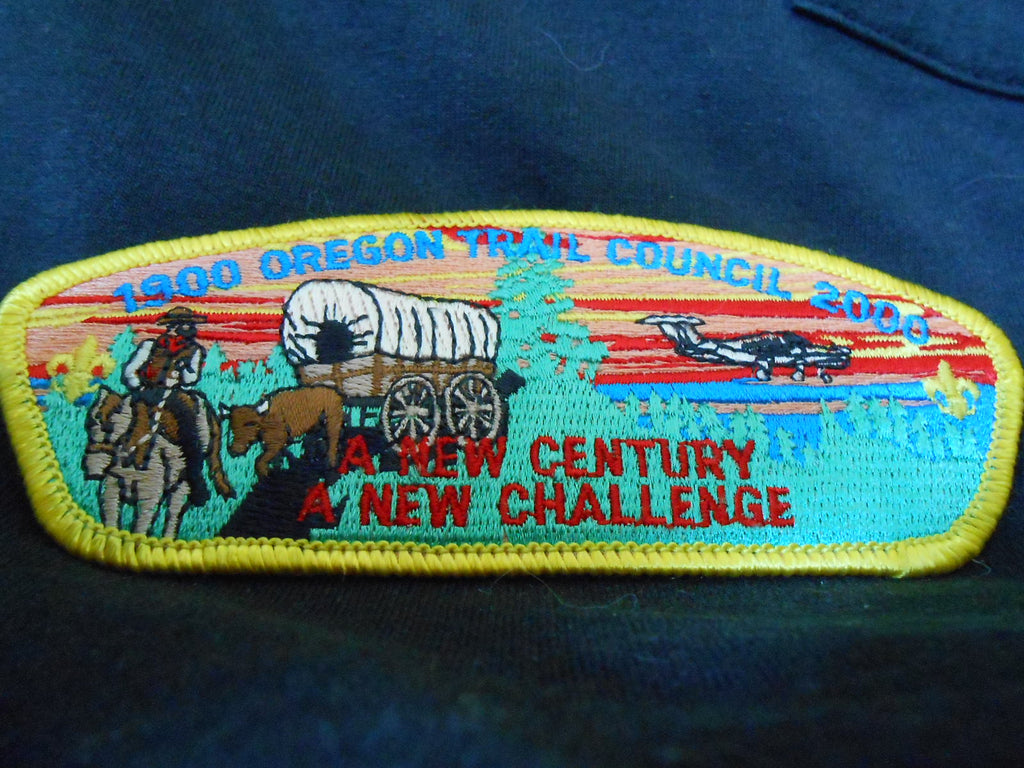 1900 OREGON TRAIL COUNCIL 2000
A NEW CENTURY
A NEW CHALLENGE